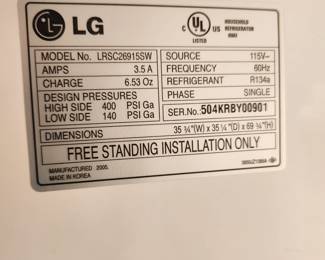 LG
UL
C US
LISTED
HOUSEHOLD
REFRIGERATOR
MODEL No. LRSC26915SW
AMPS 3.5 A
CHARGE 6.53 Oz
DESIGN PRESSURES
HIGH SIDE 400 PSI Ga
LOW SIDE 140 PSI Ga
SOURCE 115V~
FREQUENCY 60Hz
REFRIGERANT R134a
PHASE SINGLE
SER.No. 504KRBY00901
DIMENSIONS 35 3/4"(W) x 35 1/4"(D) x 69 3/4"(H)
FREE STANDING INSTALLATION ONLY
MANUFACTURED 2005.
MADE IN KOREA